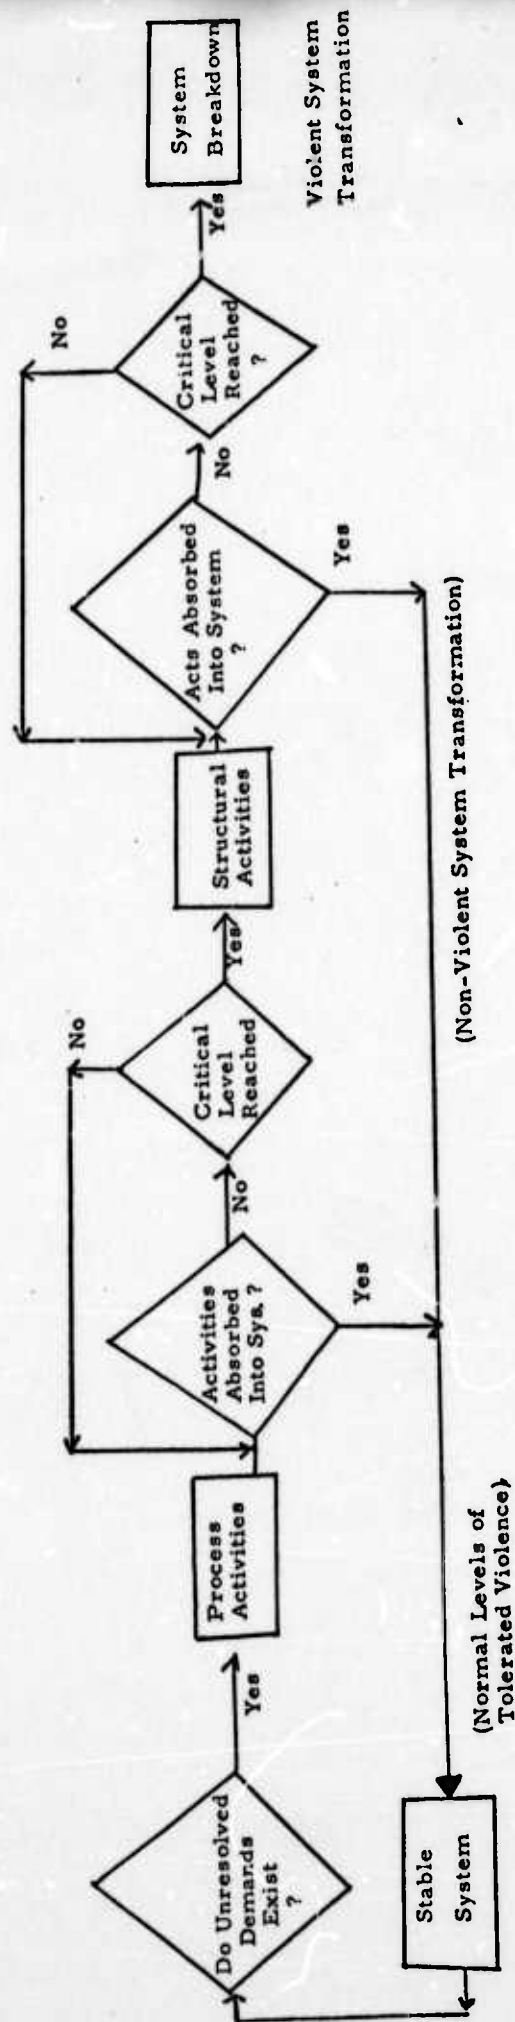 Do Unresolved
Demands
Exist
?
Yes
Stable
System
Process
Activities
(Normal Levels of
Tolerated Violence)
Activities
Absorbed
Into Sys. ?
Yes
No
Critical
Level
Reached
No
Yes
Structural
Activities
(Non-Violent System Transformation)
Acts Absorbed
Into System
?
Yes
No
Critical
Level
Reached
?
No
Yes
System
Breakdown
Violent System
Transformation